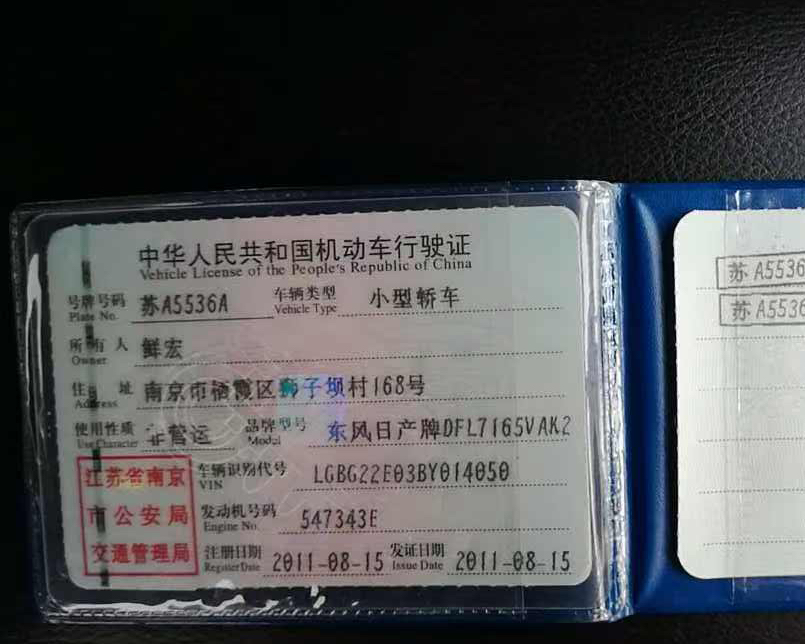 中华人民共和国机动车行驶证
Vehicle License of the People's Republic of China
号牌号码 苏A5536A 车辆类型 小型轿车
Plate No. Vehicle Type
所有人 鲜宏
Owner
住址 南京市栖霞区狮子坝村168号
Address
使用性质 非营运 品牌型号 东风日产牌DFL7165VAK2
Use Character Model
江苏省南京
市公安局
交通管理局
车辆识别代号 LGBG22E03BY014050
VIN
发动机号码 547343E
Engine No.
注册日期 2011-08-15 发证日期 2011-08-15
Register Date Issue Date
苏A5536
苏A5536